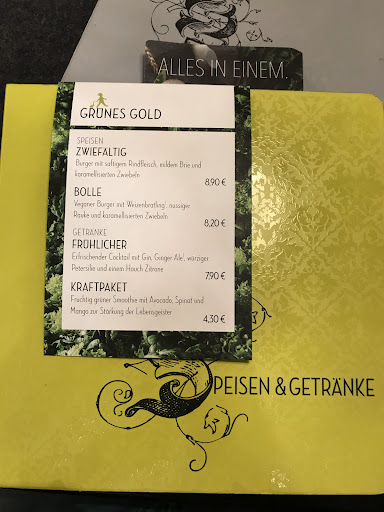 ALLES IN EINEM.
GRÜNES GOLD
SPEISEN
ZWIEFALTIG
Burger mit saftigem Rindfleisch, mildem Brie und
karamellisierten Zwiebeln
8,90 €
BOLLE
Veganer Burger mit Weizenbratling¹, nussiger
Rauke und karamellisierten Zwiebeln
8,20 €
GETRÄNKE
FRÜHLICHER
Erfrischender Cocktail mit Gin, Ginger Ale¹, würziger
Petersilie und einem Hauch Zitrone
7,90 €
KRAFTPAKET
Fruchtig grüner Smoothie mit Avocado, Spinat und
Mango zur Stärkung der Lebensgeister
4,30 €
SPEISEN & GETRÄNKE